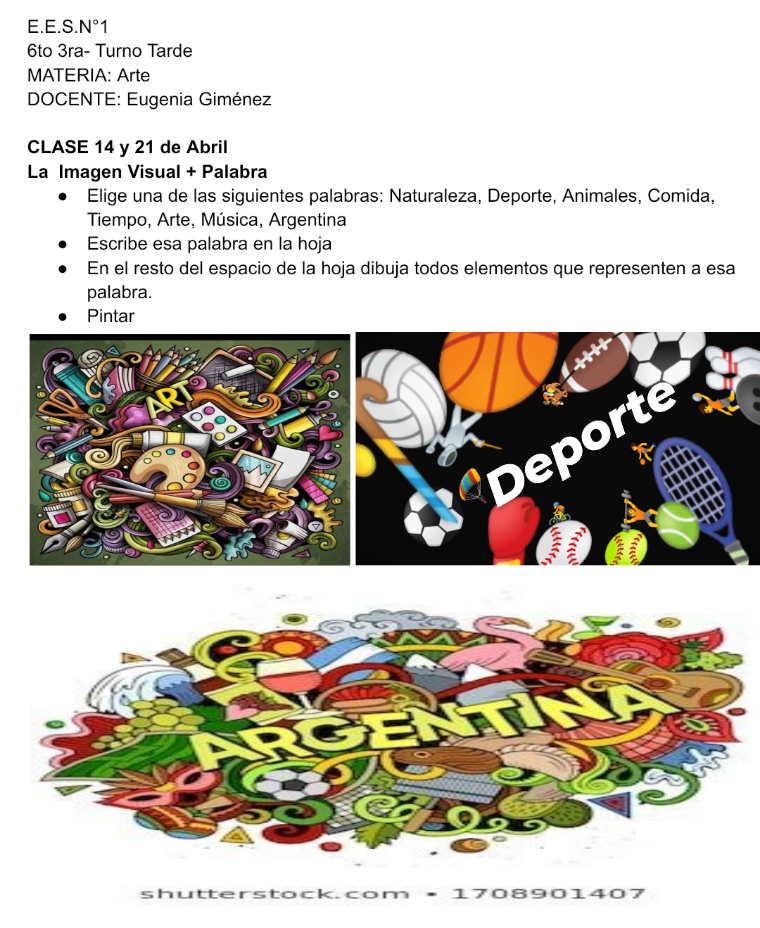 E.E.S.N°1
6to 3ra- Turno Tarde
MATERIA: Arte
DOCENTE: Eugenia Giménez
CLASE 14 y 21 de Abril
La  Imagen Visual + Palabra
● Elige una de las siguientes palabras: Naturaleza, Deporte, Animales, Comida,
Tiempo, Arte, Música, Argentina
● Escribe esa palabra en la hoja
● En el resto del espacio de la hoja dibuja todos elementos que representen a esa
palabra.
● Pintar
ART
Deporte
ARGENTINA
shutterstock.com • 1708901407